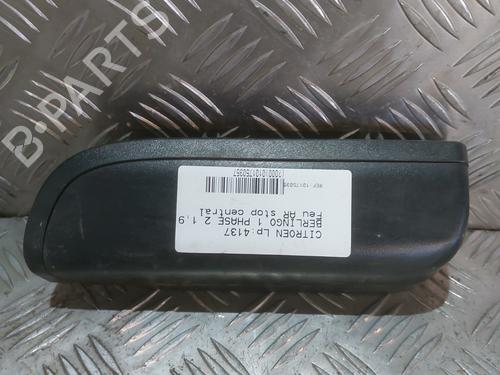 B-PARTS
CITROEN Lp:4137
BERLINGO 1 PHASE 2 1,9
Feu AR stop central